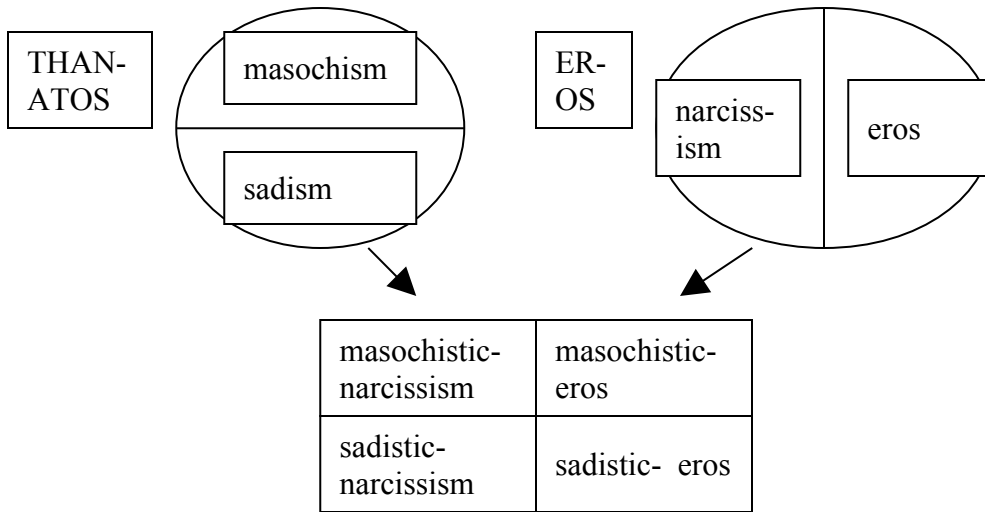 THAN-
ATOS
masochism
sadism
ER-
OS
narciss-
ism
eros
masochistic-
narcissism
masochistic-
eros
sadistic-
narcissism
sadistic- eros